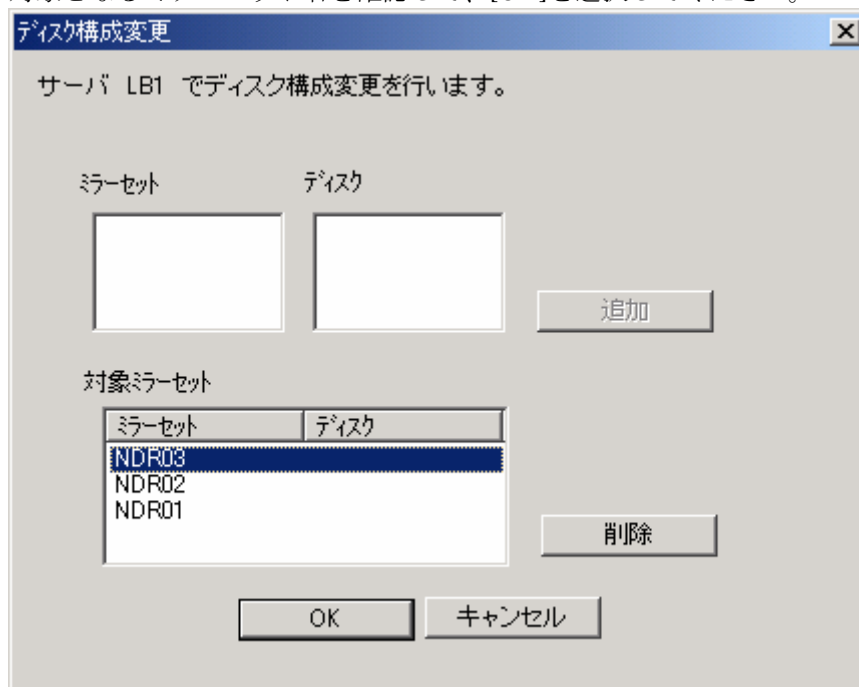 ディスク構成変更
サーバ LB1 でディスク構成変更を行います。
ミラーセット ディスク
追加
対象ミラーセット
ミラーセット ディスク
NDR03
NDR02
NDR01
削除
OK キャンセル